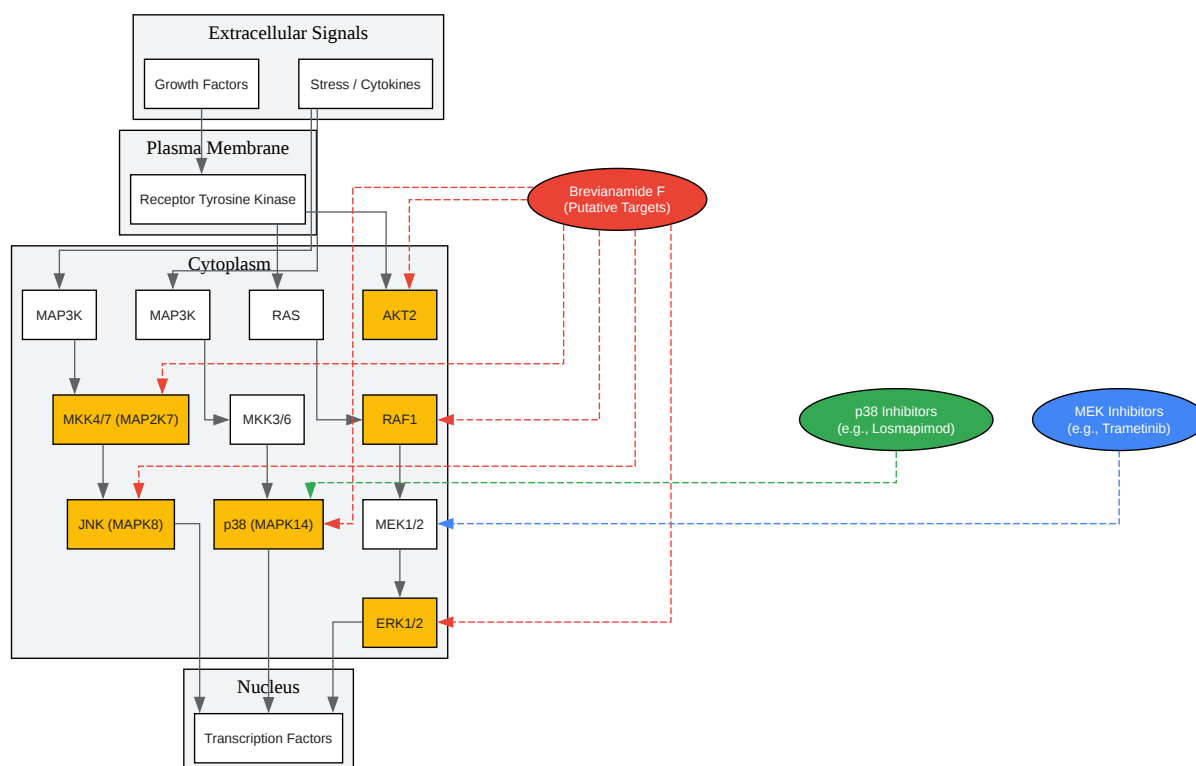 Extracellular Signals
Growth Factors
Stress / Cytokines
Plasma Membrane
Receptor Tyrosine Kinase
Brevianamide F
(Putative Targets)
Cytoplasm
MAP3K
MAP3K
RAS
AKT2
MKK4/7 (MAP2K7)
MKK3/6
RAF1
p38 Inhibitors
(e.g., Losmapimod)
MEK Inhibitors
(e.g., Trametinib)
JNK (MAPK8)
p38 (MAPK14)
MEK1/2
ERK1/2
Nucleus
Transcription Factors